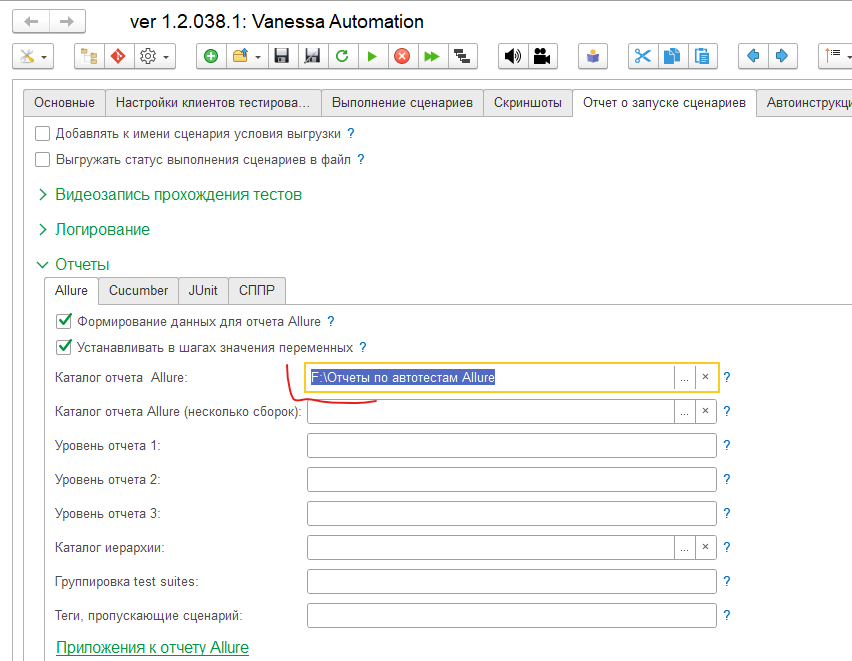 ver 1.2.038.1: Vanessa Automation
Основные Настройки клиентов тестирова... Выполнение сценариев Скриншоты Отчет о запуске сценариев Автоинструкци
Добавлять к имени сценария условия выгрузки ?
Выгружать статус выполнения сценариев в файл ?
Видеозапись прохождения тестов
Логирование
Отчеты
Allure Cucumber JUnit СППР
Формирование данных для отчета Allure ?
Устанавливать в шагах значения переменных ?
Каталог отчета Allure: F:\Отчеты по автотестам Allure ... × ?
Каталог отчета Allure (несколько сборок): ... × ?
Уровень отчета 1: ?
Уровень отчета 2: ?
Уровень отчета 3: ?
Каталог иерархии: ... × ?
Группировка test suites: ?
Теги, пропускающие сценарий: ?
Приложения к отчету Allure